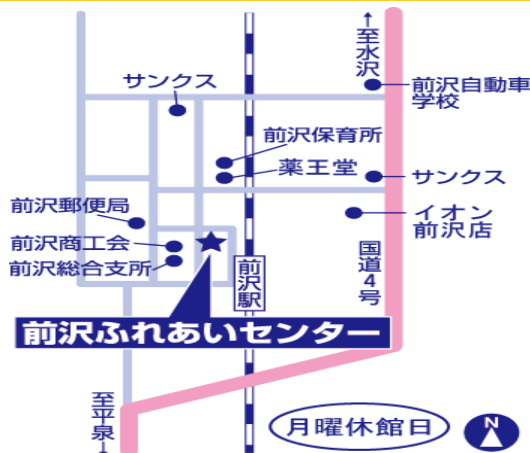 ↑至水沢
サンクス
前沢自動車
学校
前沢保育所
薬王堂
サンクス
前沢郵便局
イオン
前沢店
前沢商工会
前沢総合支所
国道4号
前沢駅
前沢ふれあいセンター
至平泉↓
月曜休館日
N